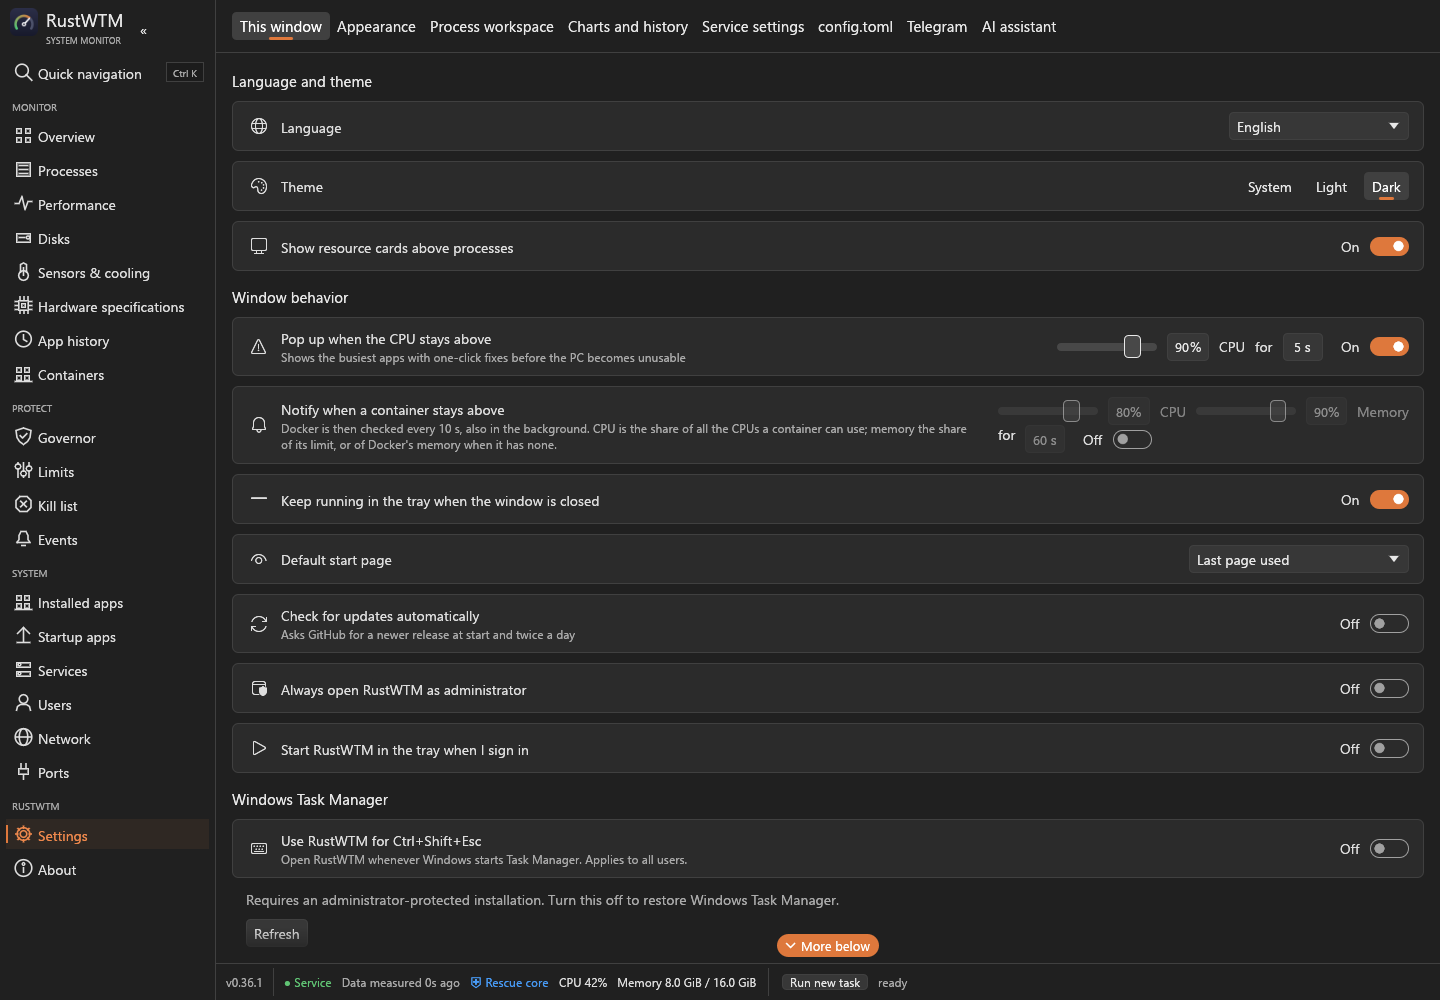 RustWTM
SYSTEM MONITOR
«
Quick navigation
Ctrl K
MONITOR
Overview
Processes
Performance
Disks
Sensors & cooling
Hardware specifications
App history
Containers
PROTECT
Governor
Limits
Kill list
Events
SYSTEM
Installed apps
Startup apps
Services
Users
Network
Ports
RUSTWTM
Settings
About
This window Appearance Process workspace Charts and history Service settings config.toml Telegram AI assistant
Language and theme
Language
English
Theme
System Light Dark
Show resource cards above processes
On
Window behavior
Pop up when the CPU stays above
Shows the busiest apps with one-click fixes before the PC becomes unusable
90% CPU for 5 s On
Notify when a container stays above
Docker is then checked every 10 s, also in the background. CPU is the share of all the CPUs a container can use; memory the share
of its limit, or of Docker's memory when it has none.
80% CPU 90% Memory
for 60 s Off
Keep running in the tray when the window is closed
On
Default start page
Last page used
Check for updates automatically
Asks GitHub for a newer release at start and twice a day
Off
Always open RustWTM as administrator
Off
Start RustWTM in the tray when I sign in
Off
Windows Task Manager
Use RustWTM for Ctrl+Shift+Esc
Open RustWTM whenever Windows starts Task Manager. Applies to all users.
Off
Requires an administrator-protected installation. Turn this off to restore Windows Task Manager.
Refresh
More below
v0.36.1 Service Data measured 0s ago Rescue core CPU 42% Memory 8.0 GiB / 16.0 GiB Run new task ready